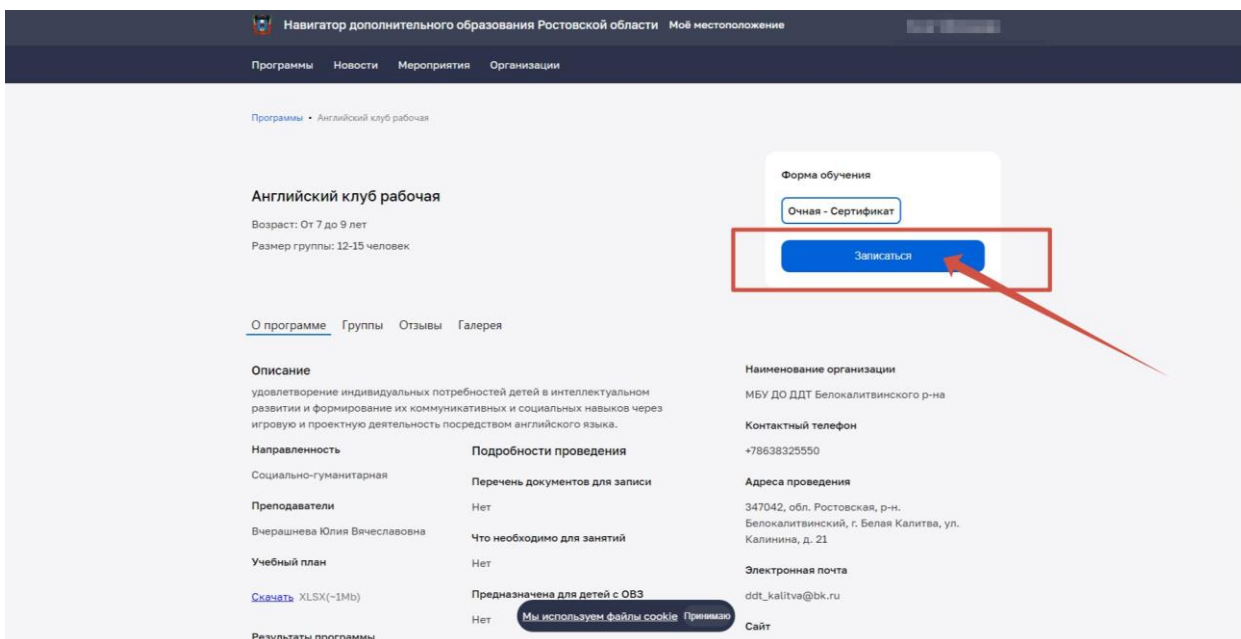 Навигатор дополнительного образования Ростовской области Моё местоположение
Программы Новости Мероприятия Организации
Программы • Английский клуб рабочая
Английский клуб рабочая
Возраст: От 7 до 9 лет
Размер группы: 12-15 человек
Форма обучения
Очная - Сертификат
Записаться
О программе Группы Отзывы Галерея
Описание
удовлетворение индивидуальных потребностей детей в интеллектуальном
развитии и формирование их коммуникативных и социальных навыков через
игровую и проектную деятельность посредством английского языка.
Направленность
Социально-гуманитарная
Преподаватели
Вчерашнева Юлия Вячеславовна
Учебный план
Скачать XLSX(~1Mb)
Результаты программы
Подробности проведения
Перечень документов для записи
Нет
Что необходимо для занятий
Нет
Предназначена для детей с ОВЗ
Нет
Наименование организации
МБУ ДО ДДТ Белокалитвинского р-на
Контактный телефон
+78638325550
Адреса проведения
347042, обл. Ростовская, р-н.
Белокалитвинский, г. Белая Калитва, ул.
Калинина, д. 21
Электронная почта
ddt_kalitva@bk.ru
Сайт
Мы используем файлы cookie Принимаю